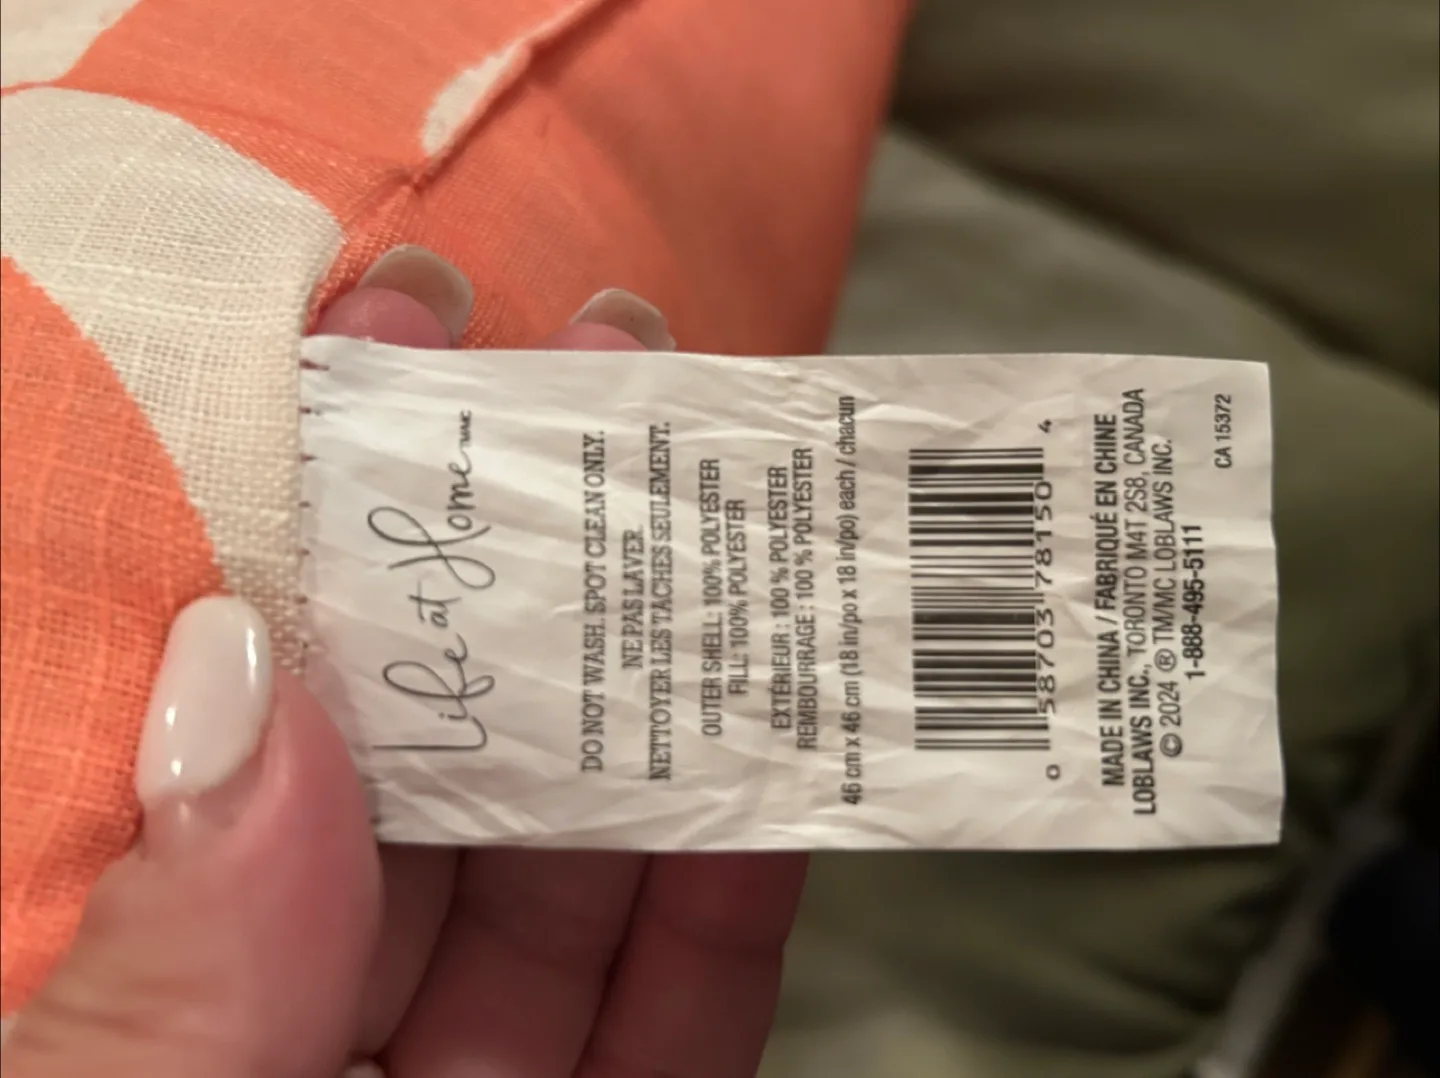 Life at Home TM/MC
DO NOT WASH. SPOT CLEAN ONLY.
NE PAS LAVER.
NETTOYER LES TACHES SEULEMENT.
OUTER SHELL: 100% POLYESTER
FILL: 100% POLYESTER
EXTÉRIEUR : 100 % POLYESTER
REMBOURRAGE : 100 % POLYESTER
46 cm x 46 cm (18 in/po x 18 in/po) each / chacun
0 58703 78150 4
MADE IN CHINA / FABRIQUÉ EN CHINE
LOBLAWS INC., TORONTO M4T 2S8, CANADA
© 2024 ® TM/MC LOBLAWS INC.
1-888-495-5111
CA 15372